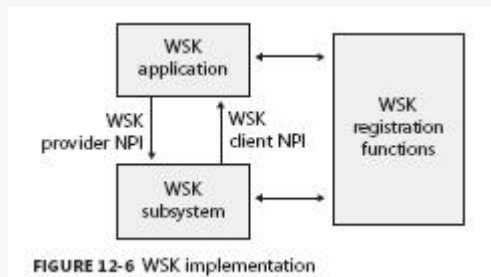 WSK
application
WSK
provider NPI
WSK
client NPI
WSK
registration
functions
WSK
subsystem
FIGURE 12-6 WSK implementation